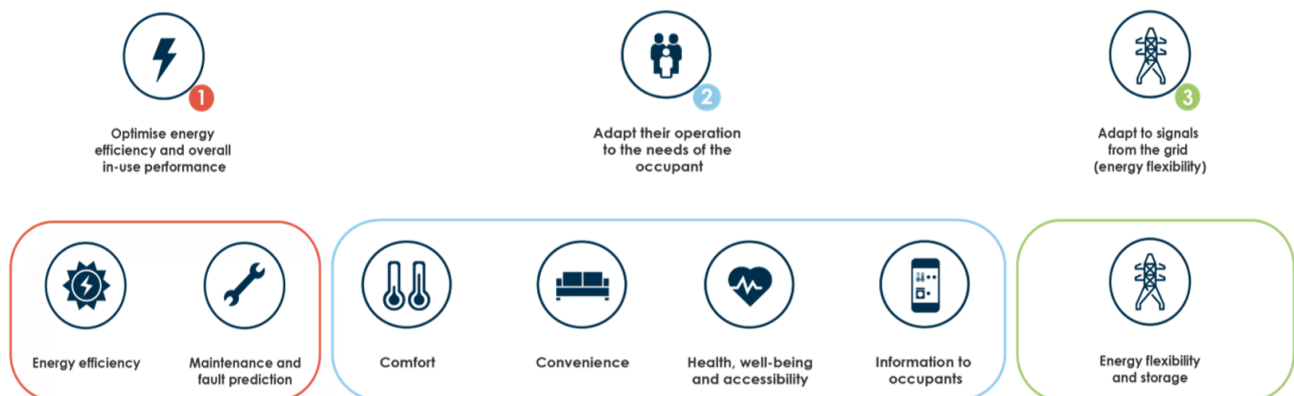 1
Optimise energy
efficiency and overall
in-use performance
2
Adapt their operation
to the needs of the
occupant
3
Adapt to signals
from the grid
(energy flexibility)
Energy efficiency
Maintenance and
fault prediction
Comfort
Convenience
Health, well-being
and accessibility
Information to
occupants
Energy flexibility
and storage